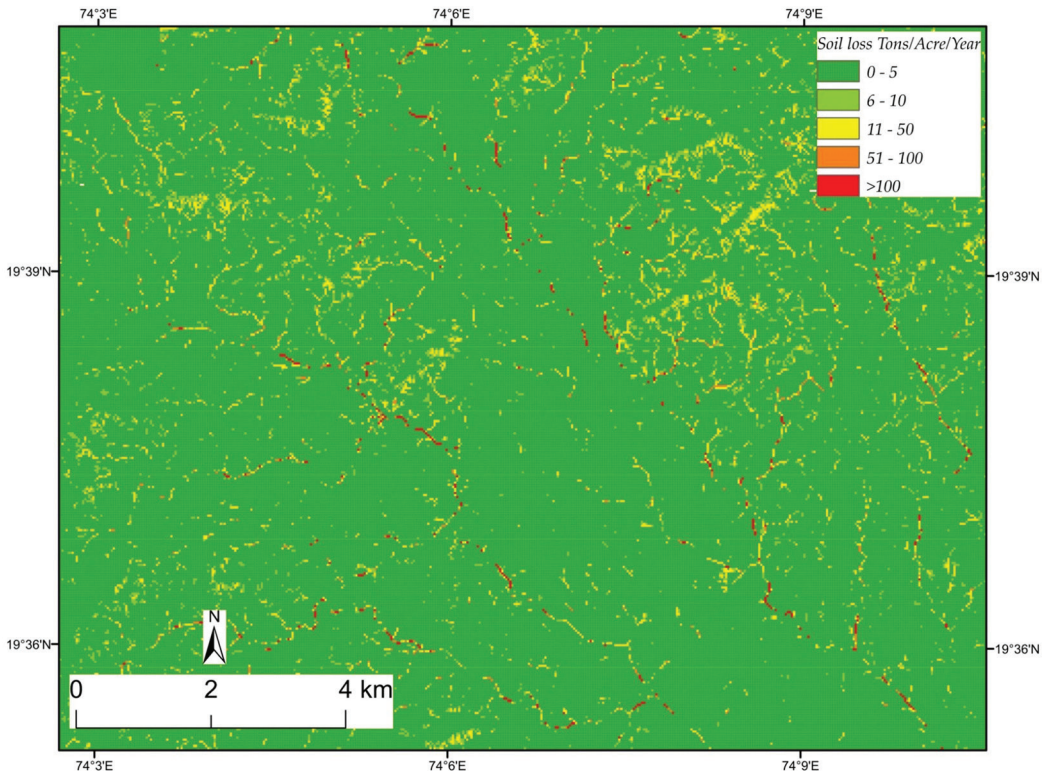 74°3'E 74°6'E 74°9'E
Soil loss Tons/Acre/Year
0 - 5
6 - 10
11 - 50
51 - 100
>100
19°39'N 19°39'N
N
19°36'N 19°36'N
0 2 4 km
74°3'E 74°6'E 74°9'E